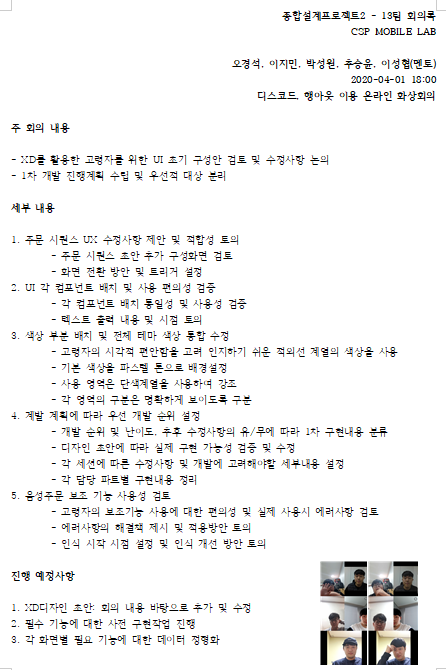 종합설계프로젝트2 - 13팀 회의록
CSP MOBILE LAB
오경석, 이지민, 박성원, 추승윤, 이성협(멘토)
2020-04-01 18:00
디스코드, 행아웃 이용 온라인 화상회의
주 회의 내용
- XD를 활용한 고령자를 위한 UI 초기 구성안 검토 및 수정사항 논의
- 1차 개발 진행계획 수립 및 우선적 대상 분리
세부 내용
1. 주문 시퀀스 UX 수정사항 제안 및 적합성 토의
- 주문 시퀀스 초안 추가 구성화면 검토
- 화면 전환 방안 및 트리거 설정
2. UI 각 컴포넌트 배치 및 사용 편의성 검증
- 각 컴포넌트 배치 통일성 및 사용성 검증
- 텍스트 출력 내용 및 시점 토의
3. 색상 부분 배치 및 전체 테마 색상 통합 수정
- 고령자의 시각적 편안함을 고려 인지하기 쉬운 적외선 계열의 색상을 사용
- 기본 색상을 파스텔 톤으로 배경설정
- 사용 영역은 단색계열을 사용하여 강조
- 각 영역의 구분은 명확하게 보이도록 구분
4. 계발 계획에 따라 우선 개발 순위 설정
- 개발 순위 및 난이도, 추후 수정사항의 유/무에 따라 1차 구현내용 분류
- 디자인 초안에 따라 실제 구현 가능성 검증 및 수정
- 각 세션에 따른 수정사항 및 개발에 고려해야할 세부내용 설정
- 각 담당 파트별 구현내용 정리
5. 음성주문 보조 기능 사용성 검토
- 고령자의 보조기능 사용에 대한 편의성 및 실제 사용시 에러사항 검토
- 에러사항의 해결책 제시 및 적용방안 토의
- 인식 시작 시점 설정 및 인식 개선 방안 토의
진행 예정사항
1. XD디자인 초안: 회의 내용 바탕으로 추가 및 수정
2. 필수 기능에 대한 사전 구현작업 진행
3. 각 화면별 필요 기능에 대한 데이터 정형화